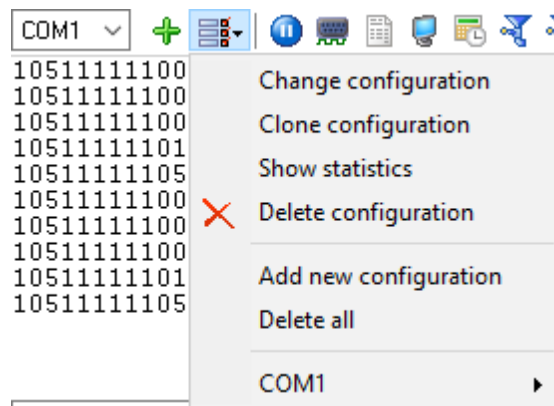 COM1
10511111100
10511111100
10511111100
10511111101
10511111105
10511111100
10511111100
10511111100
10511111101
10511111105
Change configuration
Clone configuration
Show statistics
Delete configuration
Add new configuration
Delete all
COM1